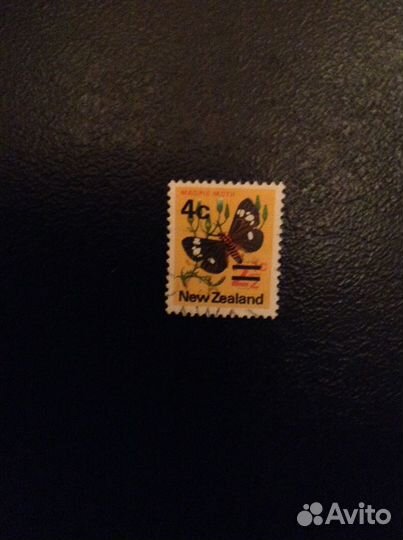 MAGPIE MOTH
4c
New Zealand
Avito